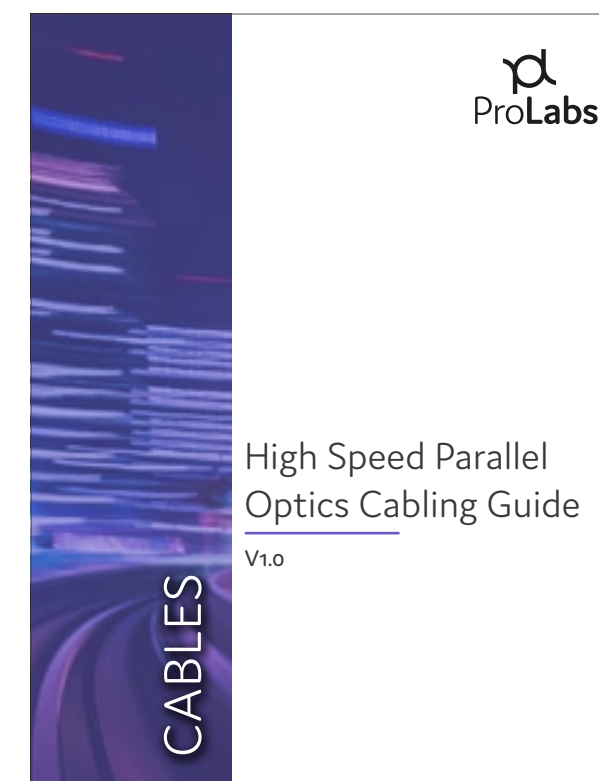 ProLabs
High Speed Parallel
Optics Cabling Guide
V1.0
CABLES